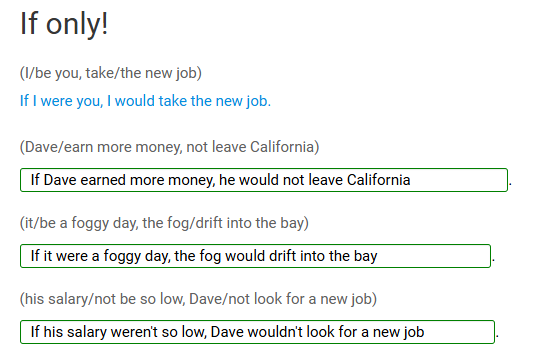 If only!
(I/be you, take/the new job)
If I were you, I would take the new job.
(Dave/earn more money, not leave California)
If Dave earned more money, he would not leave California.
(it/be a foggy day, the fog/drift into the bay)
If it were a foggy day, the fog would drift into the bay.
(his salary/not be so low, Dave/not look for a new job)
If his salary weren't so low, Dave wouldn't look for a new job.